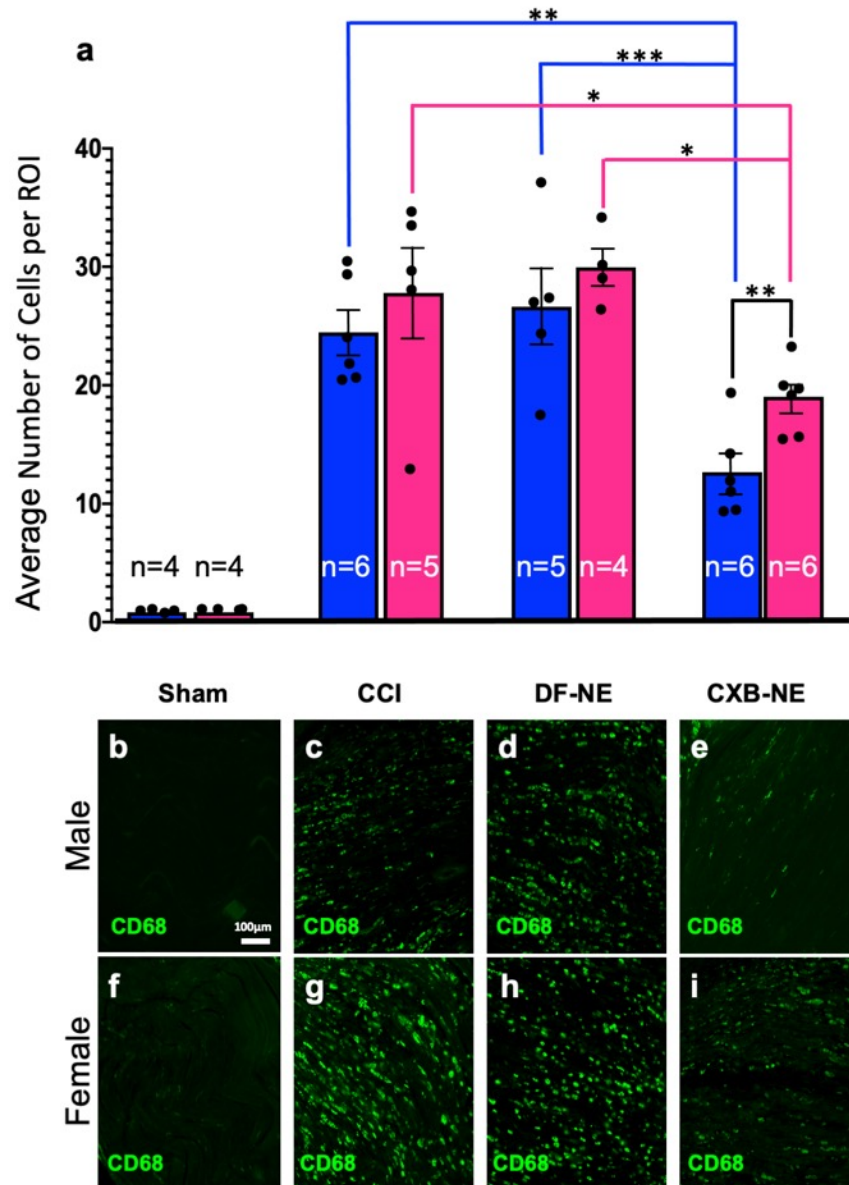 **
a
***
*
*
40
30
**
20
10
0
Average Number of Cells per ROI
n=4 n=4 n=6 n=5 n=5 n=4 n=6 n=6
Sham CCI DF-NE CXB-NE
Male
b c d e
100µm
CD68 CD68 CD68 CD68
Female
f g h i
CD68 CD68 CD68 CD68